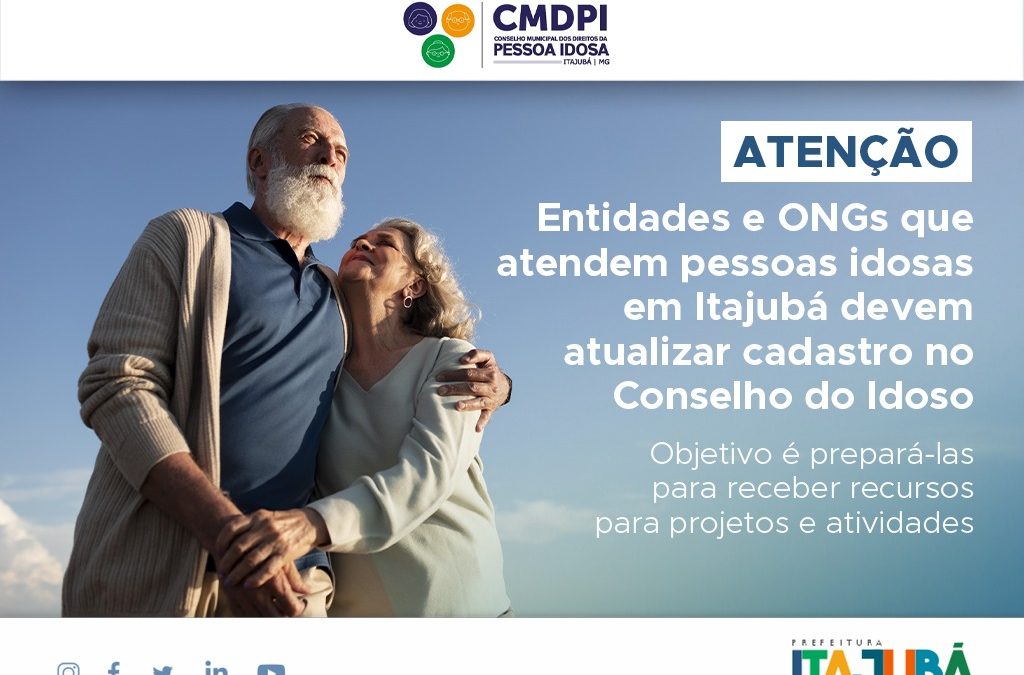 CMDPI
CONSELHO MUNICIPAL DOS DIREITOS DA
PESSOA IDOSA
ITAJUBÁ | MG
ATENÇÃO
Entidades e ONGs que
atendem pessoas idosas
em Itajubá devem
atualizar cadastro no
Conselho do Idoso
Objetivo é prepará-las
para receber recursos
para projetos e atividades
PREFEITURA
ITAJUBÁ